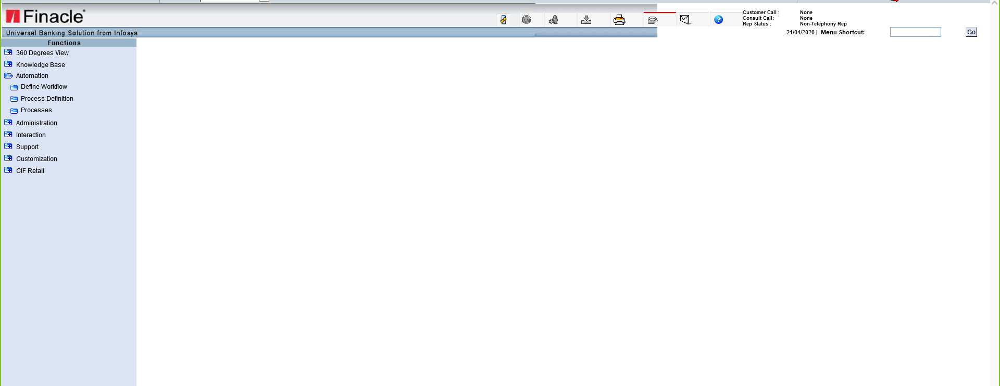 Finacle
Customer Call : None
Consult Call: None
Rep Status : Non-Telephony Rep
Universal Banking Solution from Infosys
21/04/2020 | Menu Shortcut: Go
Functions
360 Degrees View
Knowledge Base
Automation
Define Workflow
Process Definition
Processes
Administration
Interaction
Support
Customization
CIF Retail